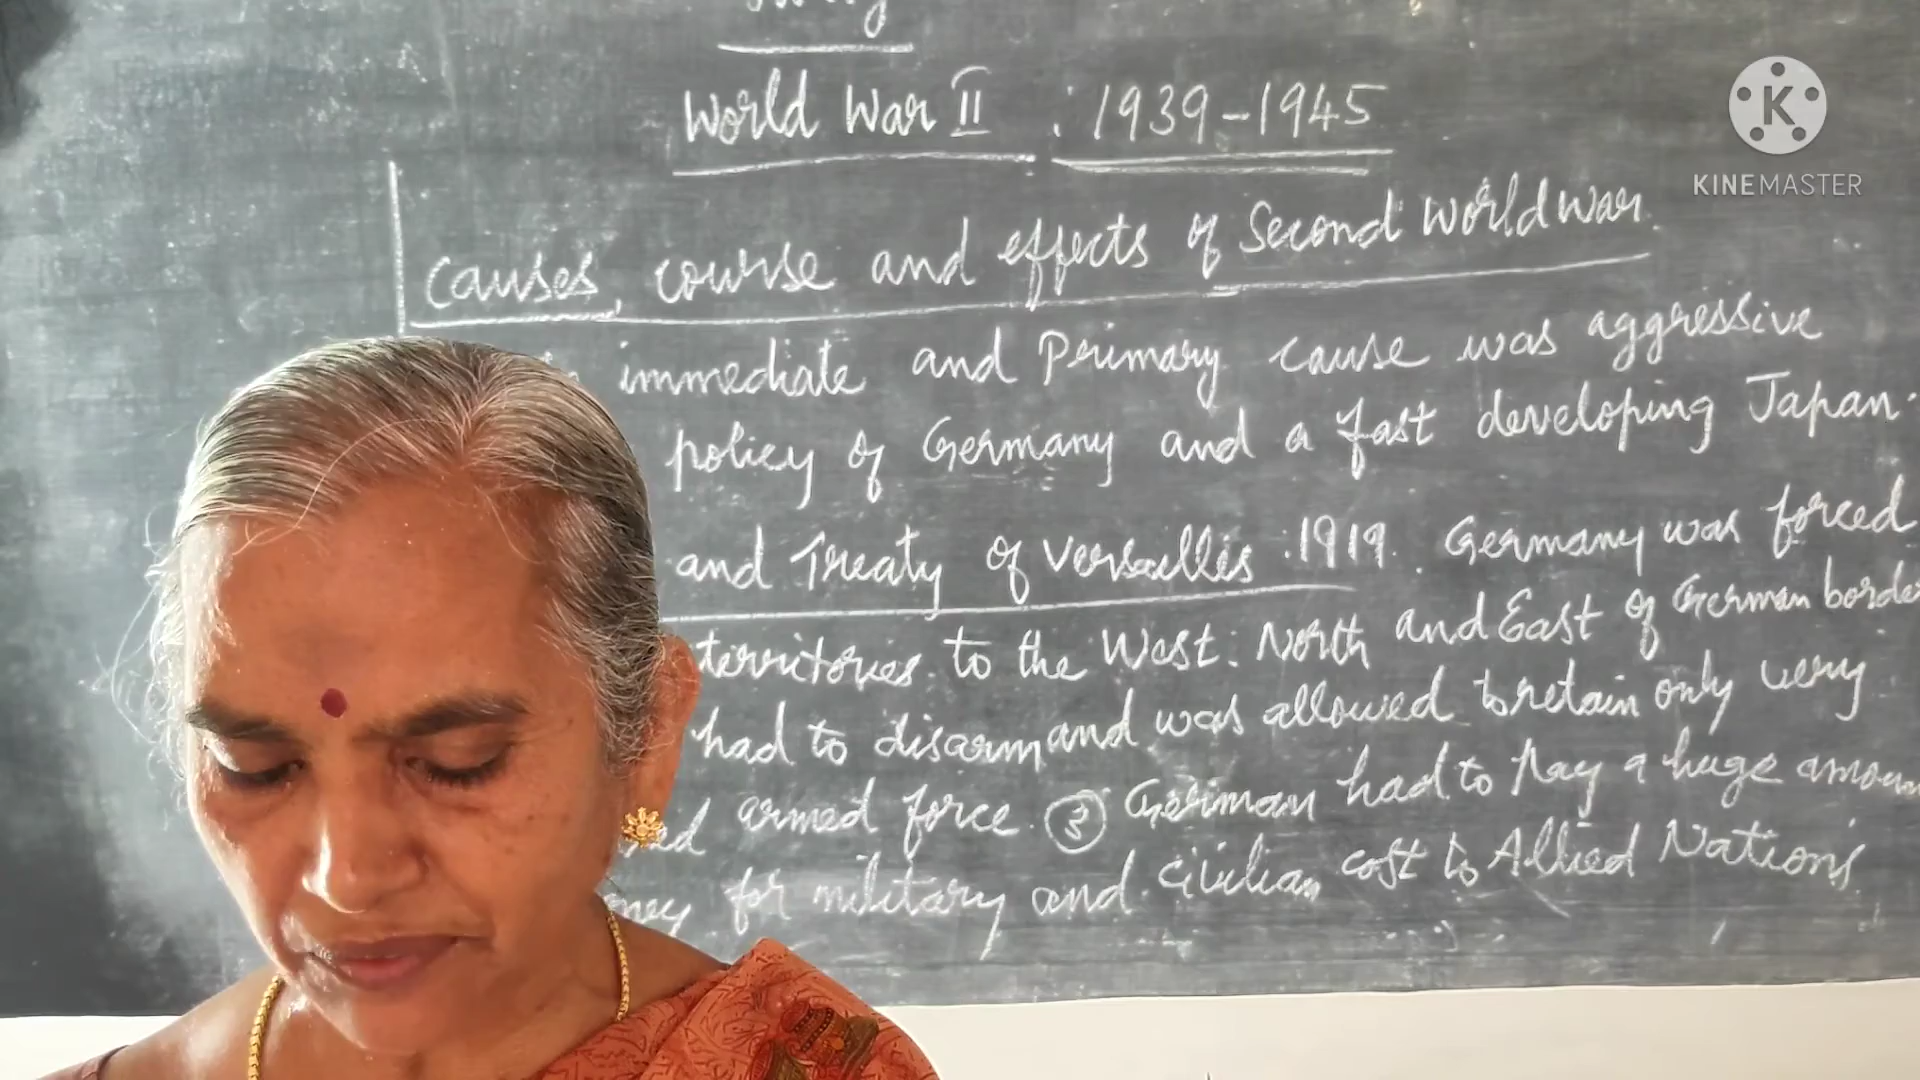 World War II : 1939-1945
Causes, course and effects of Second World War.
immediate and Primary cause was aggressive
policy of Germany and a fast developing Japan.
and Treaty of Versaillis : 1919. Germany was forced
territories to the West. North and East of German border
had to disarm and was allowed to retain only very
armed force. ③ German had to Pay a huge amoun
for military and civilian cost to Allied Nations
K
KINEMASTER